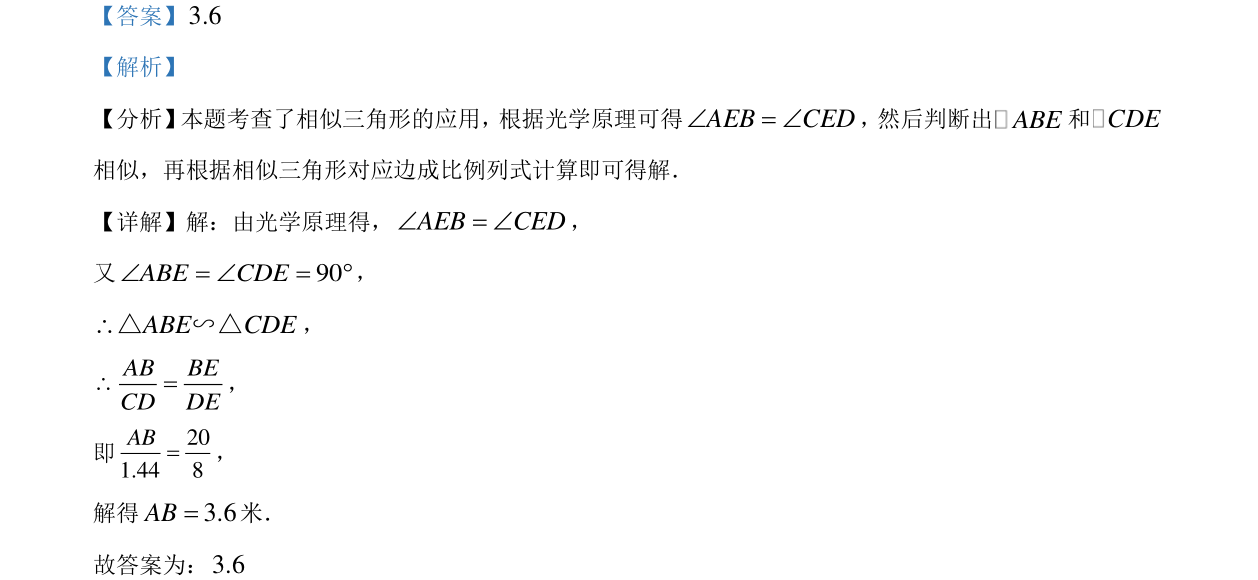 【答案】3.6
【解析】
【分析】本题考查了相似三角形的应用，根据光学原理可得∠AEB = ∠CED，然后判断出□ABE和□CDE
相似，再根据相似三角形对应边成比例列式计算即可得解．
【详解】解：由光学原理得，∠AEB = ∠CED，
又∠ABE = ∠CDE = 90°，
∴△ABE∽△CDE，
∴ AB/CD = BE/DE，
即 AB/1.44 = 20/8，
解得 AB = 3.6米．
故答案为：3.6